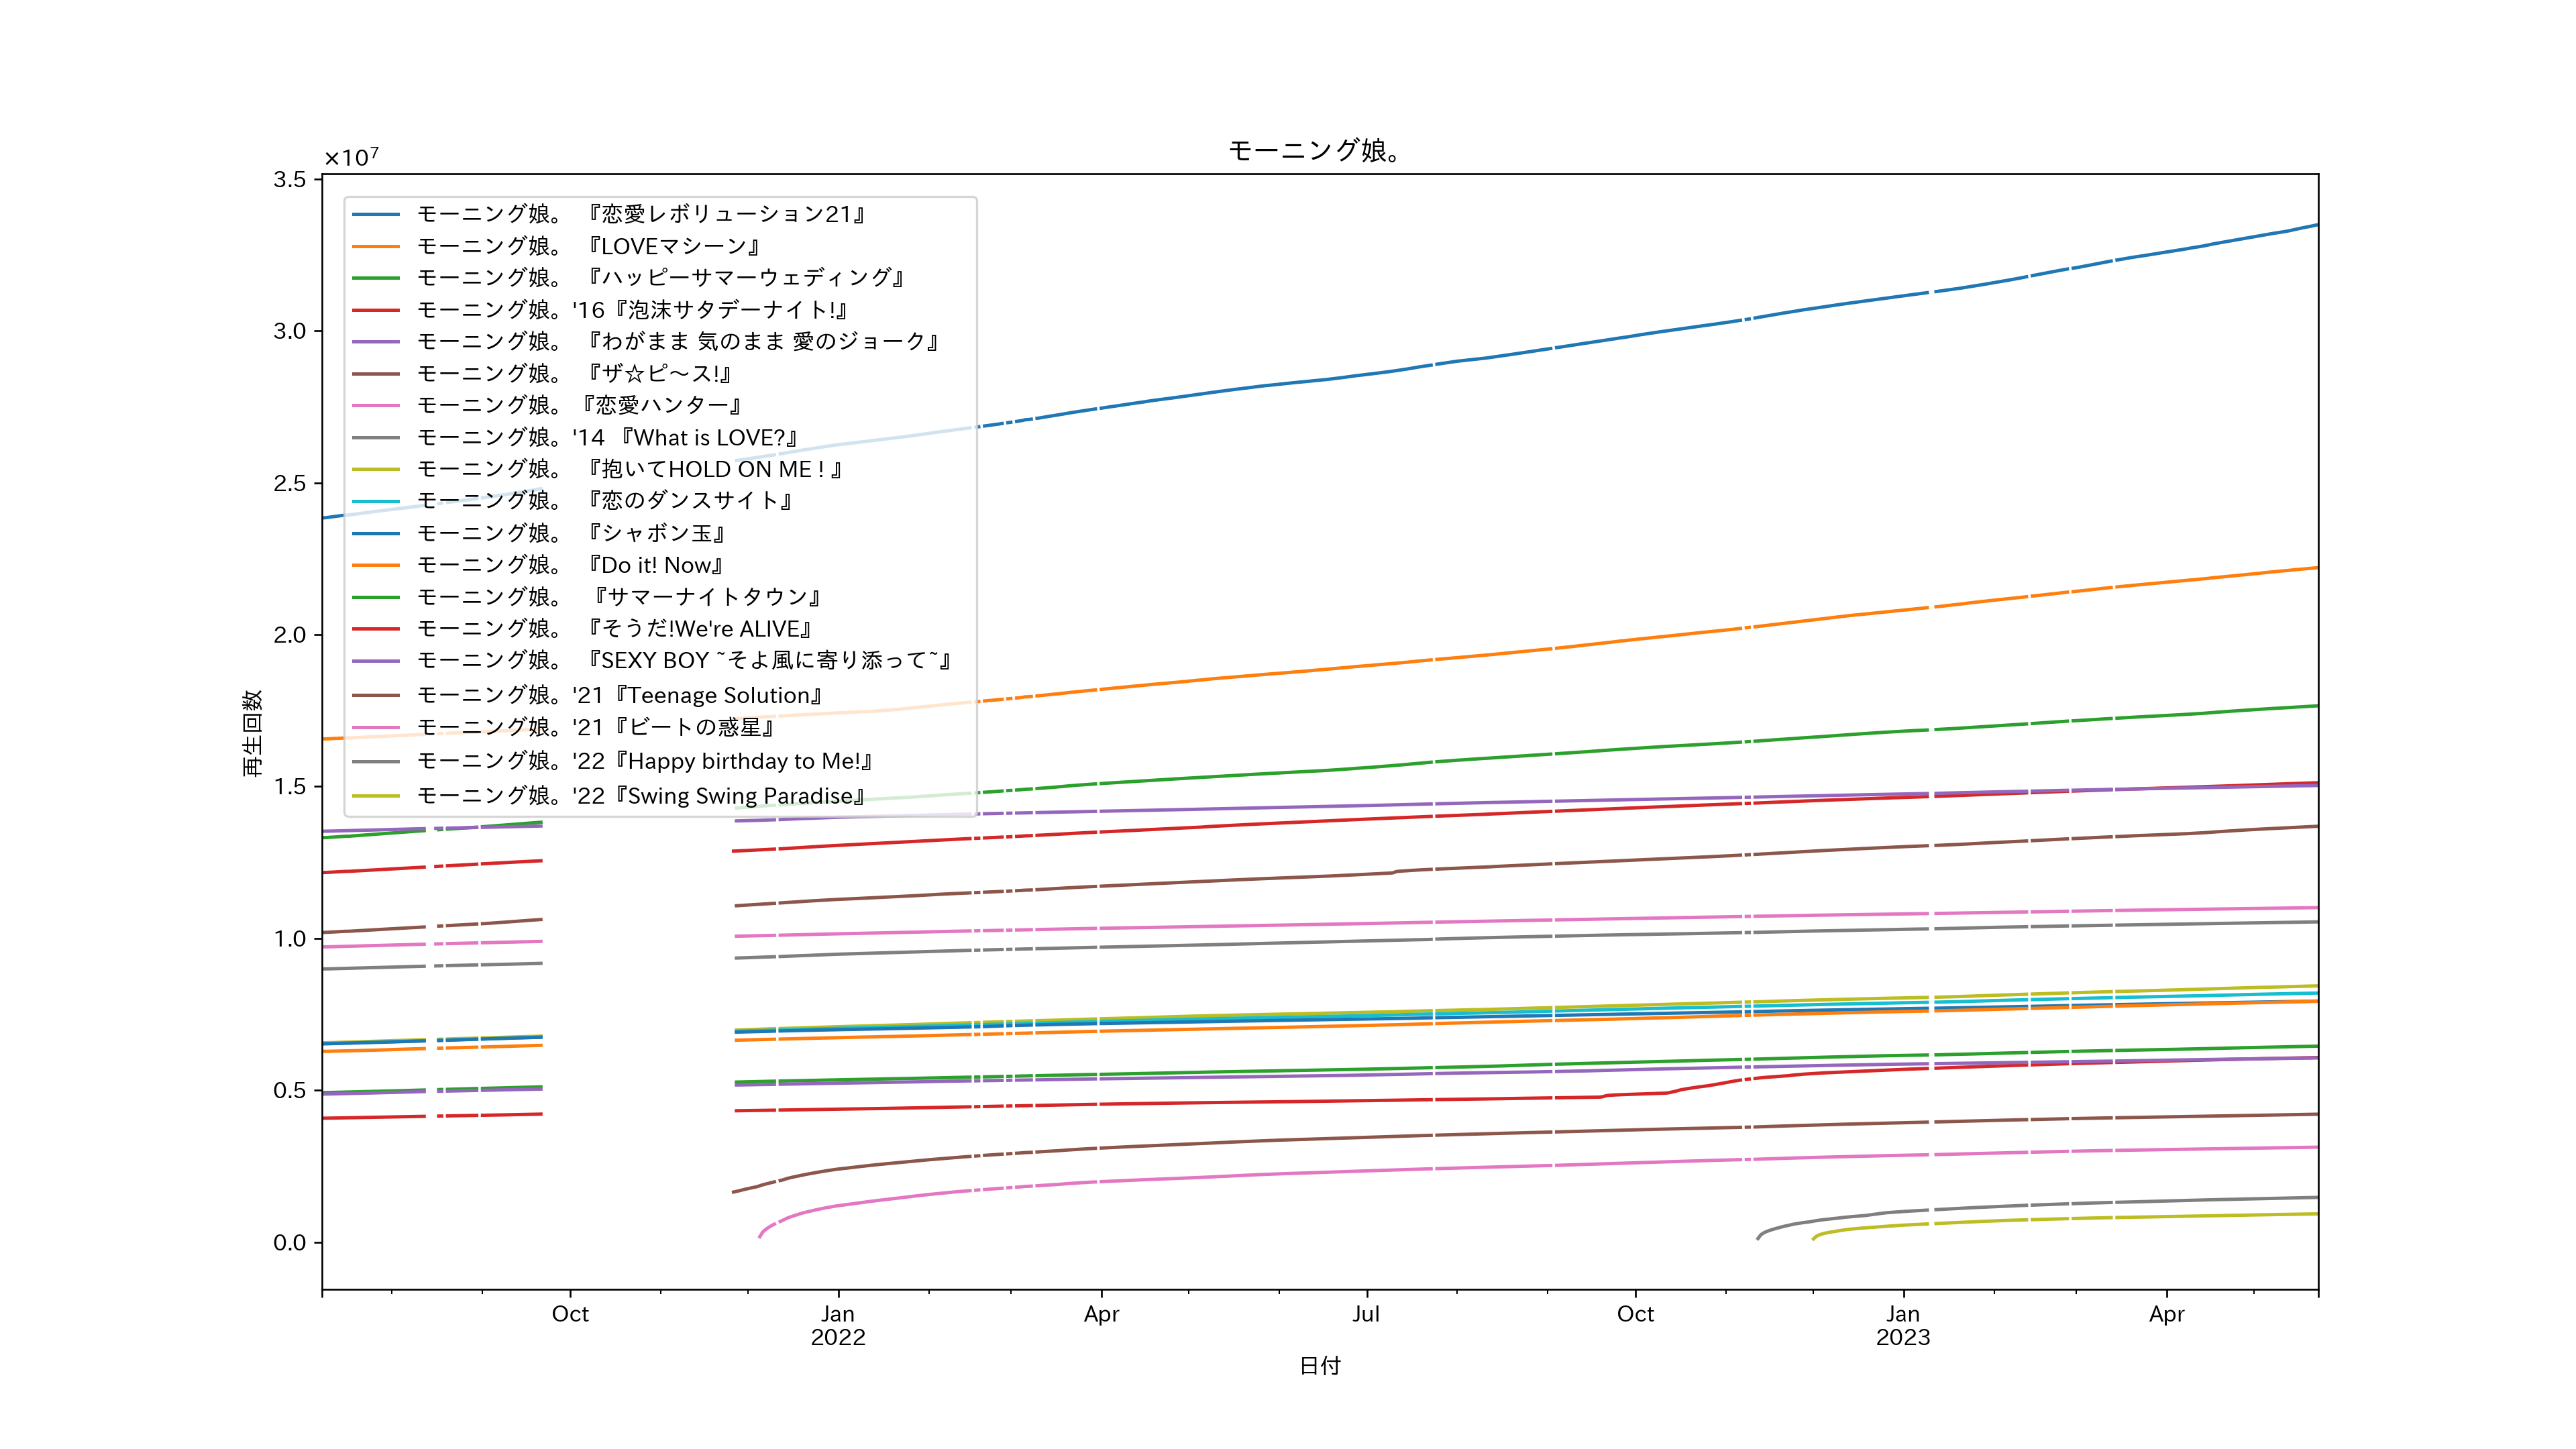 モーニング娘。
×10⁷
3.5
3.0
2.5
2.0
1.5
1.0
0.5
0.0
再生回数
モーニング娘。 『恋愛レボリューション21』
モーニング娘。 『LOVEマシーン』
モーニング娘。 『ハッピーサマーウェディング』
モーニング娘。'16『泡沫サタデーナイト!』
モーニング娘。 『わがまま 気のまま 愛のジョーク』
モーニング娘。 『ザ☆ピ〜ス!』
モーニング娘。『恋愛ハンター』
モーニング娘。'14 『What is LOVE?』
モーニング娘。 『抱いてHOLD ON ME ! 』
モーニング娘。 『恋のダンスサイト』
モーニング娘。 『シャボン玉』
モーニング娘。 『Do it! Now』
モーニング娘。 『サマーナイトタウン』
モーニング娘。 『そうだ!We're ALIVE』
モーニング娘。 『SEXY BOY ~そよ風に寄り添って~』
モーニング娘。'21『Teenage Solution』
モーニング娘。'21『ビートの惑星』
モーニング娘。'22『Happy birthday to Me!』
モーニング娘。'22『Swing Swing Paradise』
Oct Jan Apr Jul Oct Jan Apr
2022 2023
日付